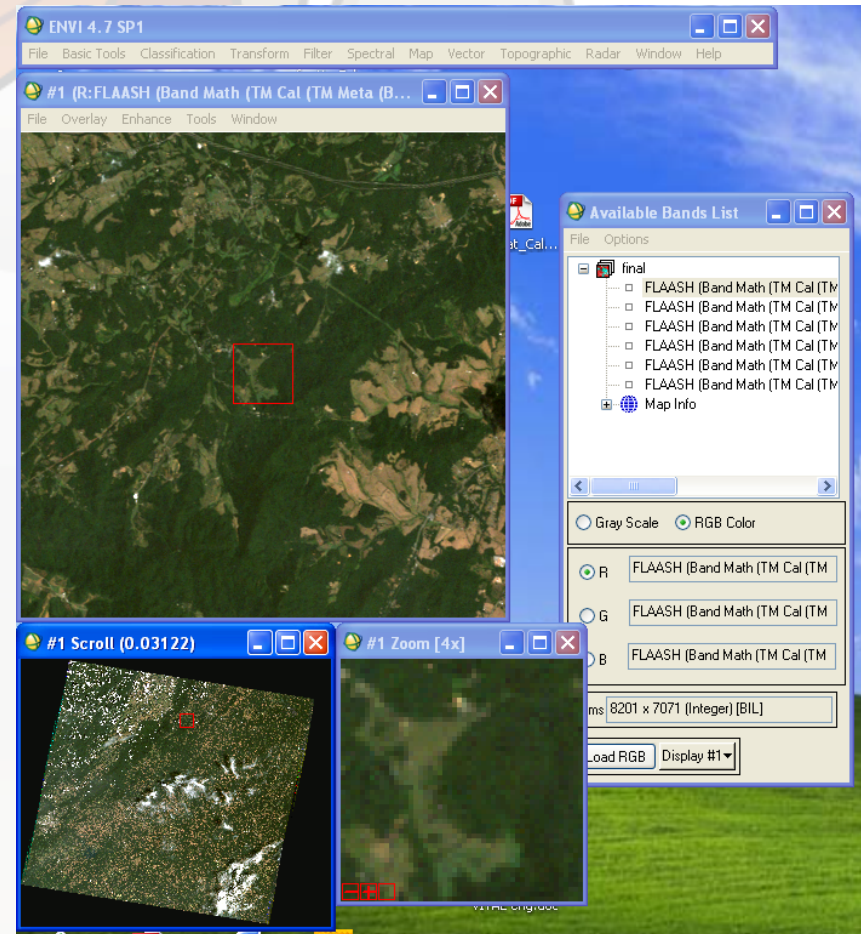 ENVI 4.7 SP1
File Basic Tools Classification Transform Filter Spectral Map Vector Topographic Radar Window Help
#1 (R:FLAASH (Band Math (TM Cal (TM Meta (B...
File Overlay Enhance Tools Window
Adobe
at_Cal...
Available Bands List
File Options
final
FLAASH (Band Math (TM Cal (TM
FLAASH (Band Math (TM Cal (TM
FLAASH (Band Math (TM Cal (TM
FLAASH (Band Math (TM Cal (TM
FLAASH (Band Math (TM Cal (TM
FLAASH (Band Math (TM Cal (TM
Map Info
Gray Scale RGB Color
R FLAASH (Band Math (TM Cal (TM
G FLAASH (Band Math (TM Cal (TM
B FLAASH (Band Math (TM Cal (TM
ms 8201 x 7071 (Integer) [BIL]
Load RGB Display #1
#1 Scroll (0.03122)
#1 Zoom [4x]